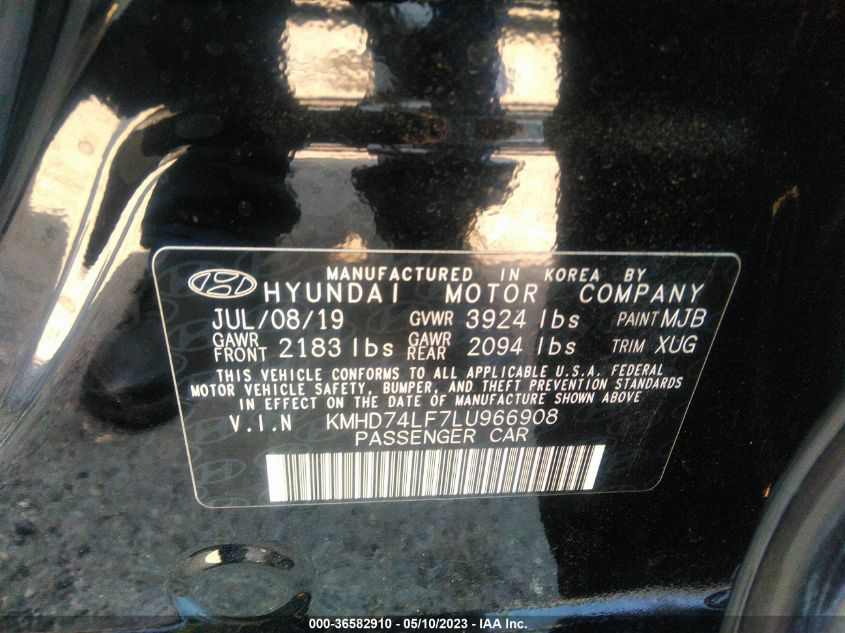 MANUFACTURED IN KOREA BY
HYUNDAI MOTOR COMPANY
JUL/08/19 GVWR 3924 lbs PAINT MJB
GAWR FRONT 2183 lbs GAWR REAR 2094 lbs TRIM XUG
THIS VEHICLE CONFORMS TO ALL APPLICABLE U.S.A. FEDERAL
MOTOR VEHICLE SAFETY, BUMPER, AND THEFT PREVENTION STANDARDS
IN EFFECT ON THE DATE OF MANUFACTURE SHOWN ABOVE
V.I.N KMHD74LF7LU966908
PASSENGER CAR
000-36582910 - 05/10/2023 - © IAA Inc.